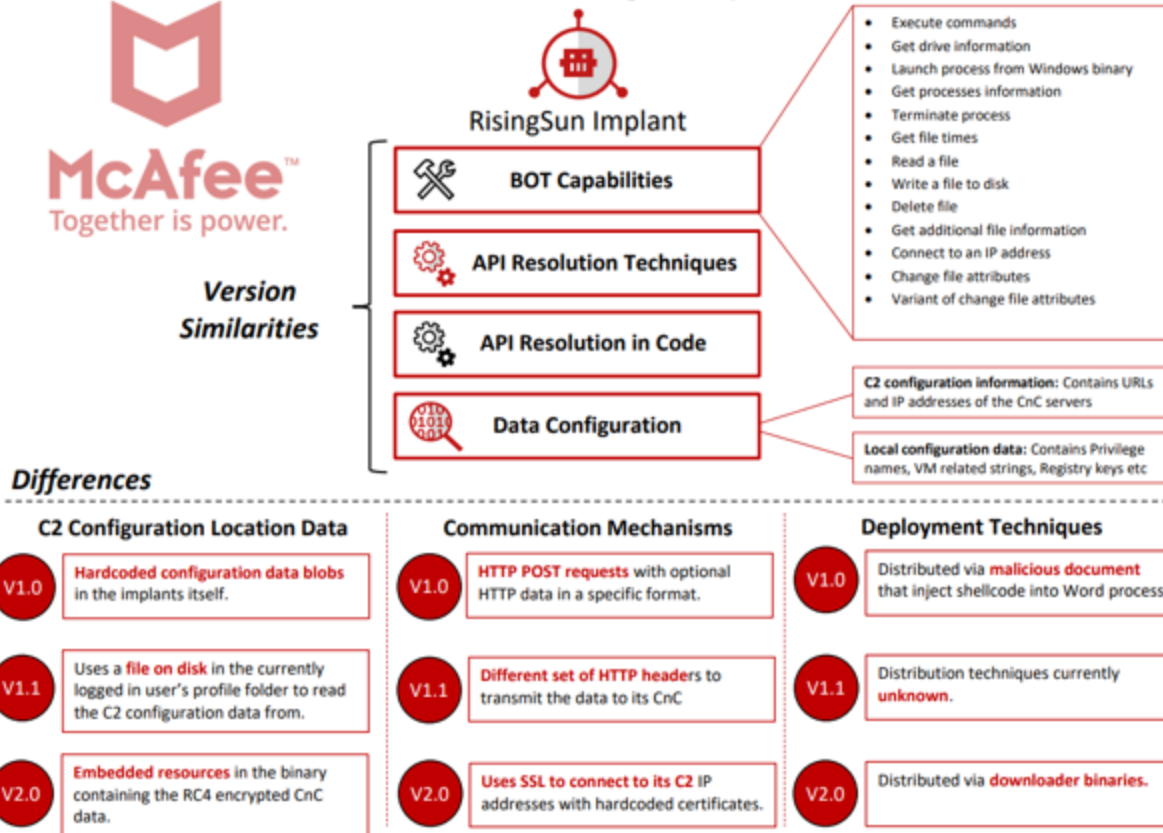 McAfee™
Together is power.
RisingSun Implant
Version
Similarities
BOT Capabilities
API Resolution Techniques
API Resolution in Code
Data Configuration
• Execute commands
• Get drive information
• Launch process from Windows binary
• Get processes information
• Terminate process
• Get file times
• Read a file
• Write a file to disk
• Delete file
• Get additional file information
• Connect to an IP address
• Change file attributes
• Variant of change file attributes
C2 configuration information: Contains URLs
and IP addresses of the CnC servers
Local configuration data: Contains Privilege
names, VM related strings, Registry keys etc
Differences
C2 Configuration Location Data
V1.0
Hardcoded configuration data blobs
in the implants itself.
V1.1
Uses a file on disk in the currently
logged in user's profile folder to read
the C2 configuration data from.
V2.0
Embedded resources in the binary
containing the RC4 encrypted CnC
data.
Communication Mechanisms
V1.0
HTTP POST requests with optional
HTTP data in a specific format.
V1.1
Different set of HTTP headers to
transmit the data to its CnC
V2.0
Uses SSL to connect to its C2 IP
addresses with hardcoded certificates.
Deployment Techniques
V1.0
Distributed via malicious document
that inject shellcode into Word process
V1.1
Distribution techniques currently
unknown.
V2.0
Distributed via downloader binaries.